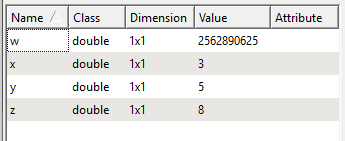 Name Class Dimension Value Attribute
w double 1x1 2562890625
x double 1x1 3
y double 1x1 5
z double 1x1 8